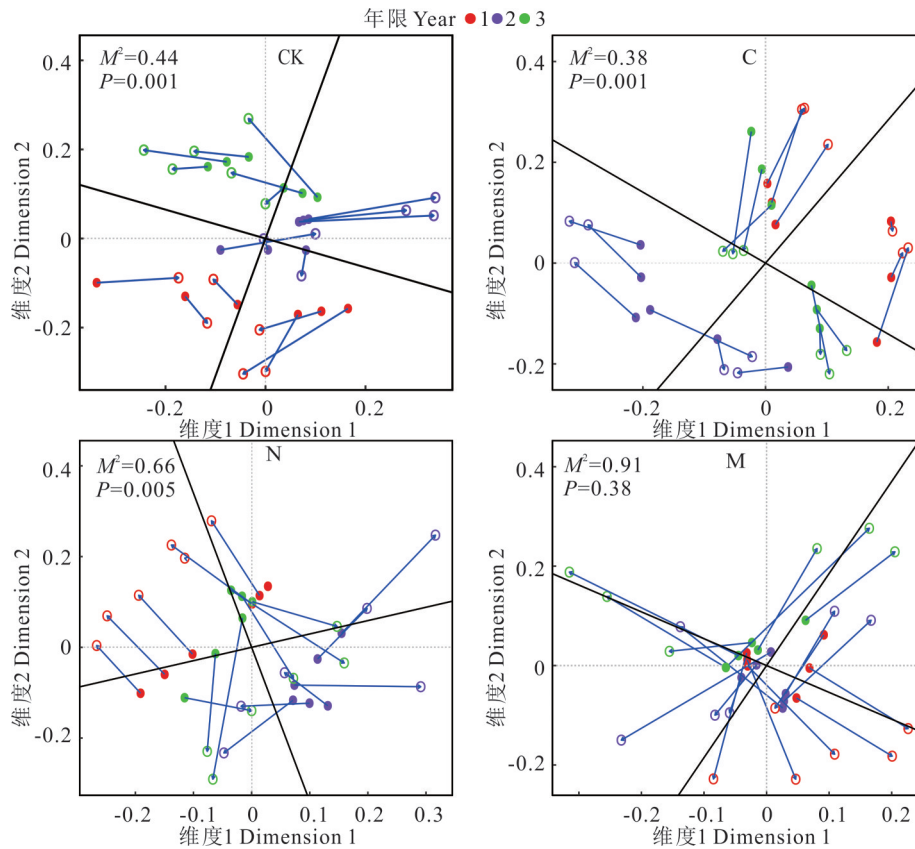 年限 Year 1 2 3
M²=0.44
P=0.001
CK
0.4
0.2
0
-0.2
维度2 Dimension 2
-0.2 0 0.2
维度1 Dimension 1
M²=0.38
P=0.001
C
0.4
0.2
0
-0.2
维度2 Dimension 2
-0.2 0 0.2
维度1 Dimension 1
M²=0.66
P=0.005
N
0.4
0.2
0
-0.2
维度2 Dimension 2
-0.2 -0.1 0 0.1 0.2 0.3
维度1 Dimension 1
M²=0.91
P=0.38
M
0.4
0.2
0
-0.2
维度2 Dimension 2
-0.3 -0.2 -0.1 0 0.1 0.2
维度1 Dimension 1